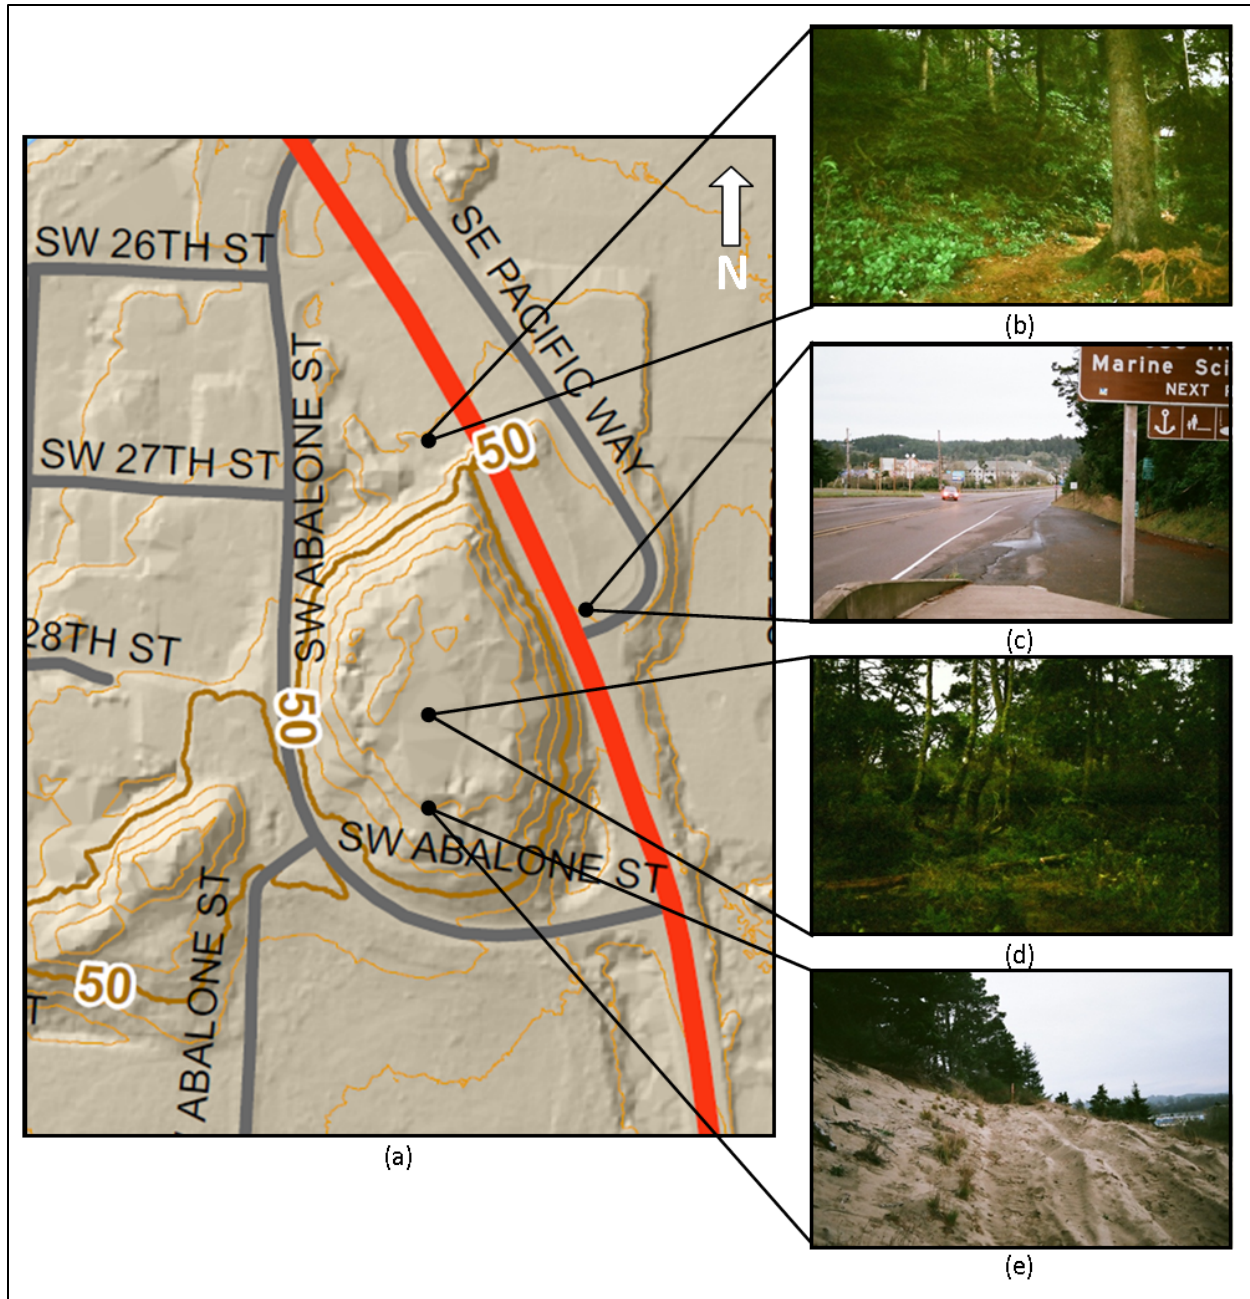 SW 26TH ST
SE PACIFIC WAY
N
SW ABALONE ST
50
SW 27TH ST
28TH ST
50
SW ABALONE ST
50
ABALONE ST
T
(a)
(b)
Marine Sci
NEXT
(c)
(d)
(e)